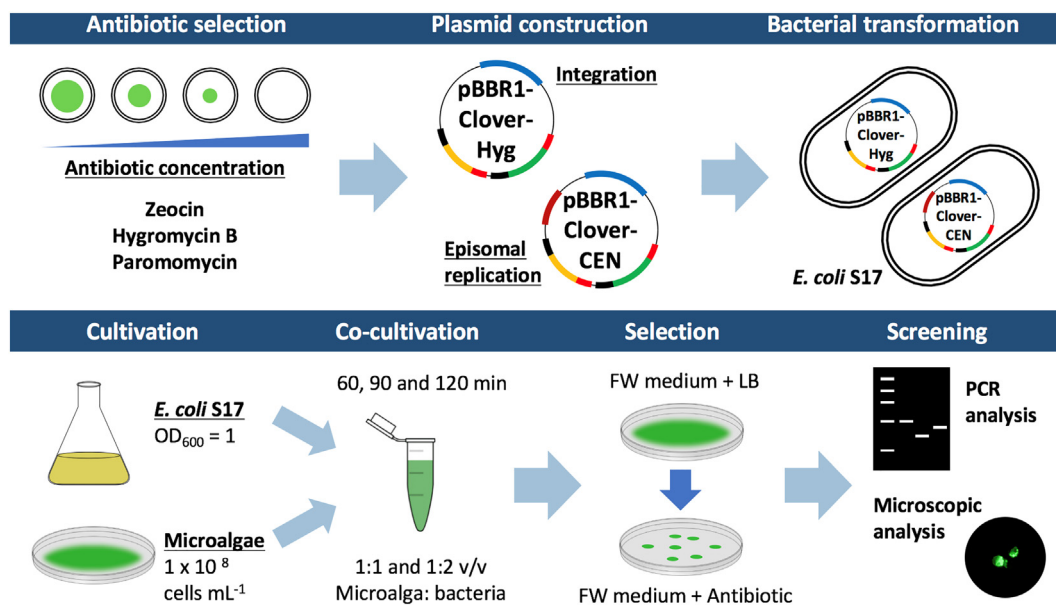 Antibiotic selection
Plasmid construction
Bacterial transformation
Antibiotic concentration
Zeocin
Hygromycin B
Paromomycin
pBBR1-
Clover-
Hyg
Integration
pBBR1-
Clover-
CEN
Episomal
replication
pBBR1-
Clover-
Hyg
pBBR1-
Clover-
CEN
E. coli S17
Cultivation
Co-cultivation
Selection
Screening
E. coli S17
OD600 = 1
Microalgae
1 x 10 8
cells mL-1
60, 90 and 120 min
1:1 and 1:2 v/v
Microalga: bacteria
FW medium + LB
FW medium + Antibiotic
PCR
analysis
Microscopic
analysis